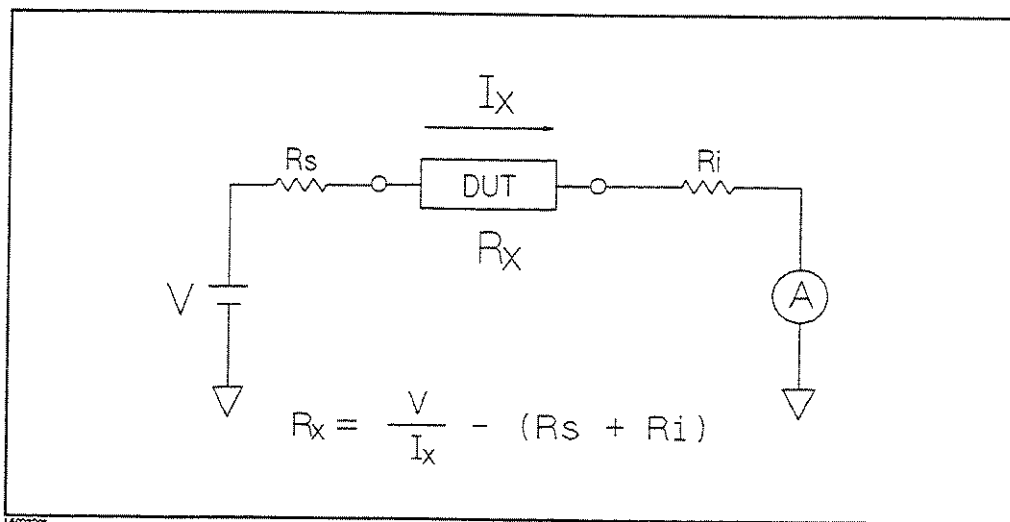 Ix
Rs
DUT
Ri
Rx
V
A
Rx = V / Ix - (Rs + Ri)